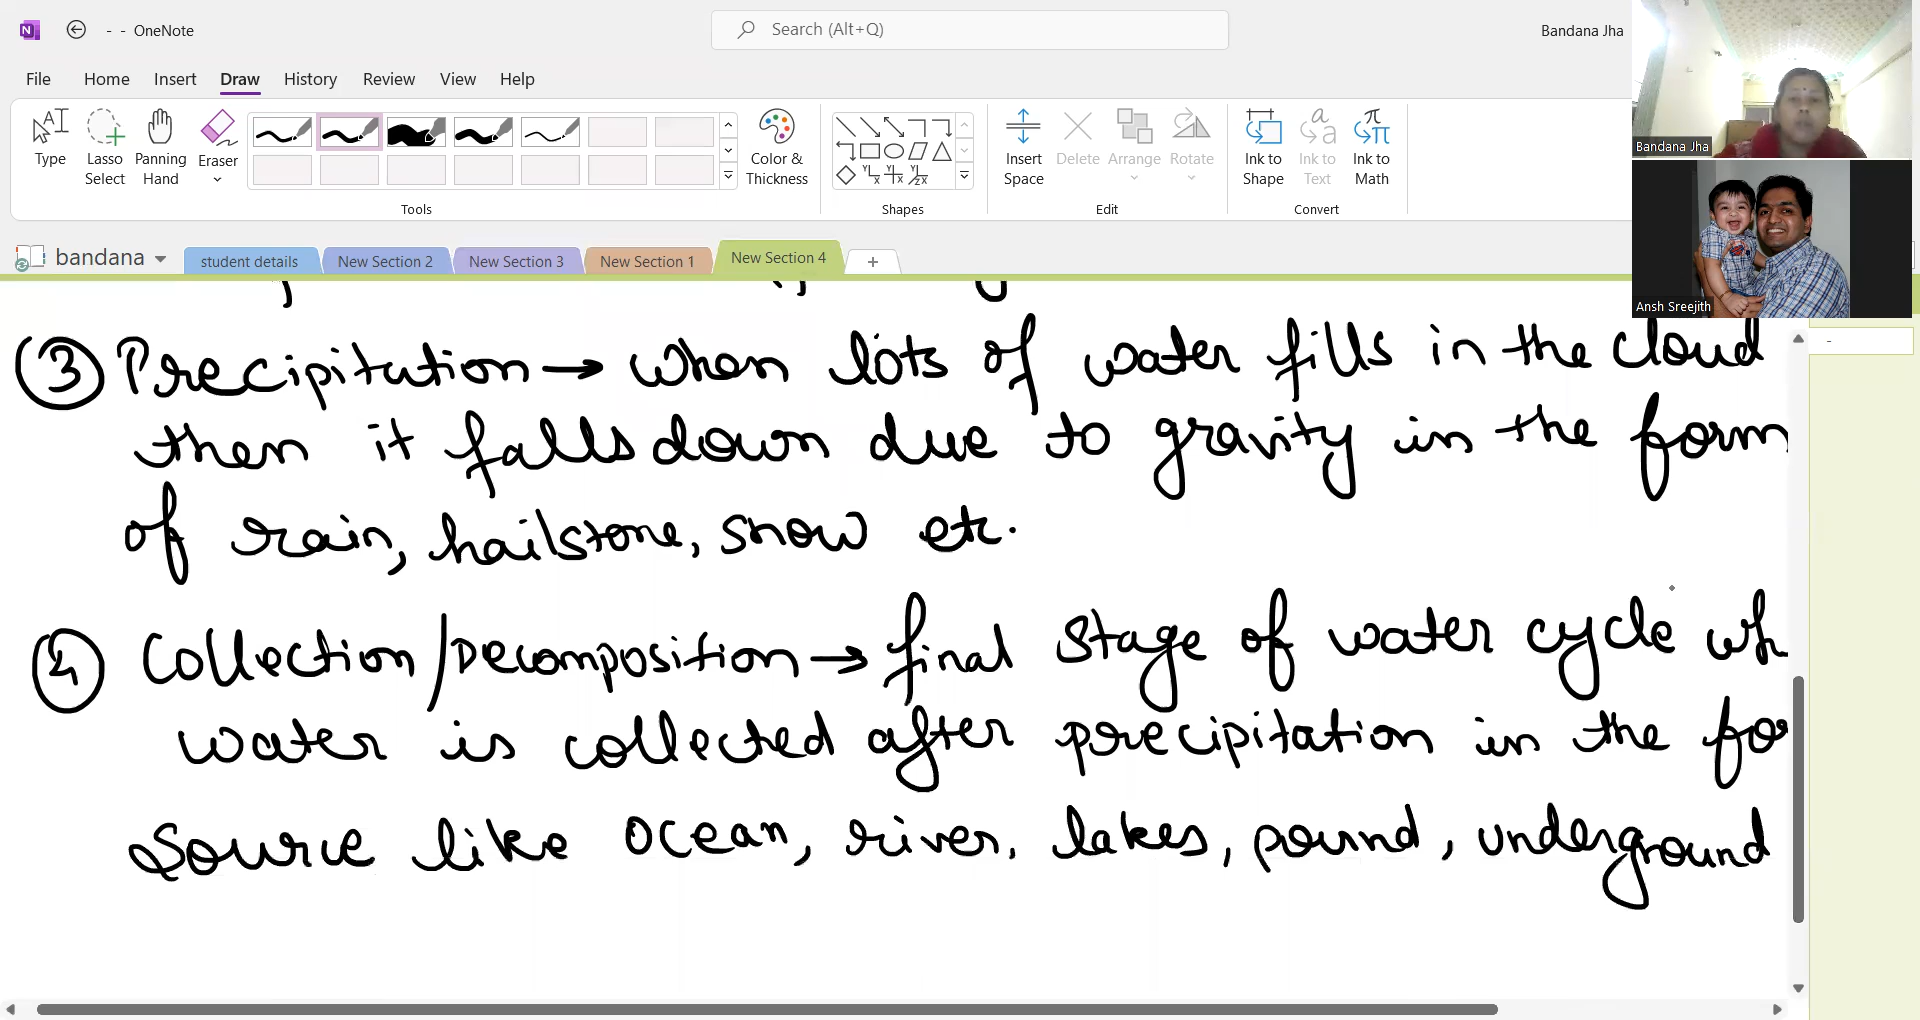 - - OneNote
Search (Alt+Q)
Bandana Jha
File Home Insert Draw History Review View Help
Type
Lasso Select
Panning Hand
Eraser
Color & Thickness
Insert Space
Delete
Arrange
Rotate
Ink to Shape
Ink to Text
Ink to Math
Tools
Shapes
Edit
Convert
bandana
student details
New Section 2
New Section 3
New Section 1
New Section 4
Bandana Jha
Ansh Sreejith
③ Precipitution → when lots of water fills in the cloud
then it falls down due to gravity in the form
of rain, hailstone, snow etc.
④ Collection/Decomposition → final stage of water cycle wh
water is collected after precipitation in the fo
source like ocean, river, lakes, pound, underground